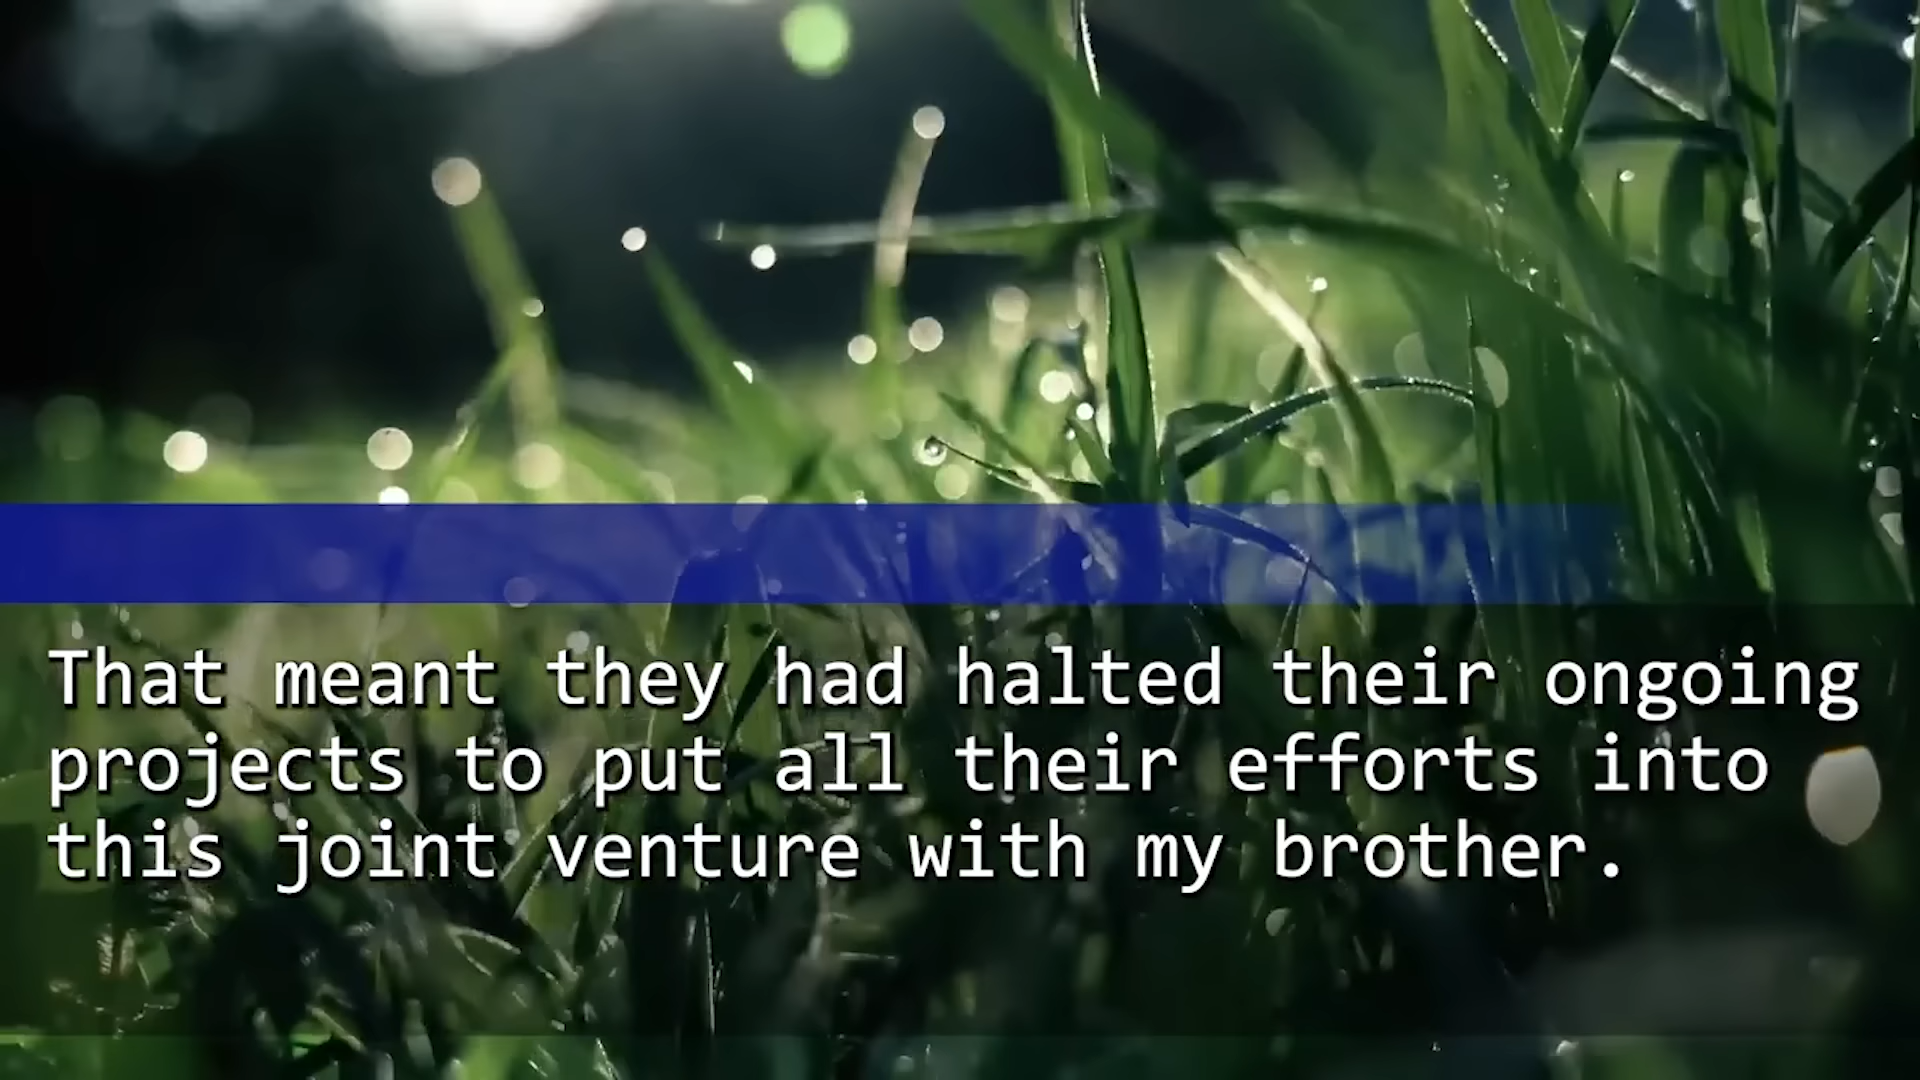 That meant they had halted their ongoing
projects to put all their efforts into
this joint venture with my brother.